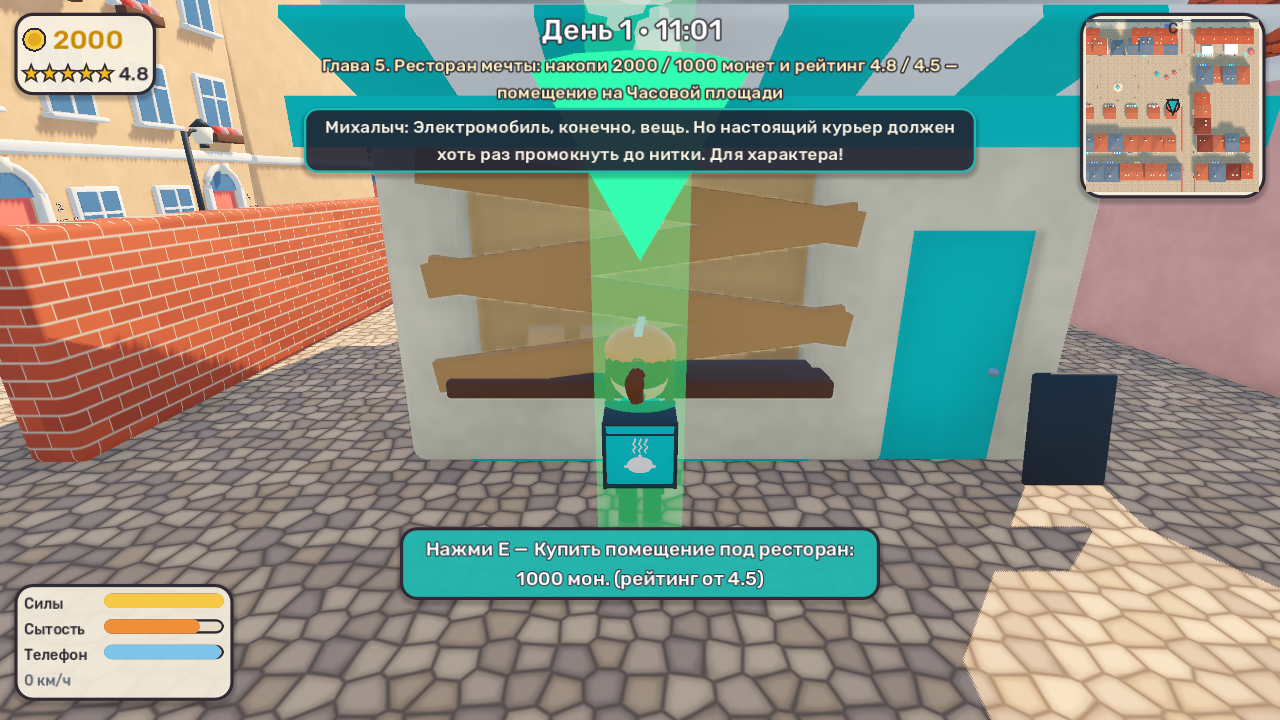 2000
4.8
День 1 • 11:01
Глава 5. Ресторан мечты: накопи 2000 / 1000 монет и рейтинг 4.8 / 4.5 —
помещение на Часовой площади
Михалыч: Электромобиль, конечно, вещь. Но настоящий курьер должен
хоть раз промокнуть до нитки. Для характера!
С
Нажми E — Купить помещение под ресторан:
1000 мон. (рейтинг от 4.5)
Силы
Сытость
Телефон
0 км/ч